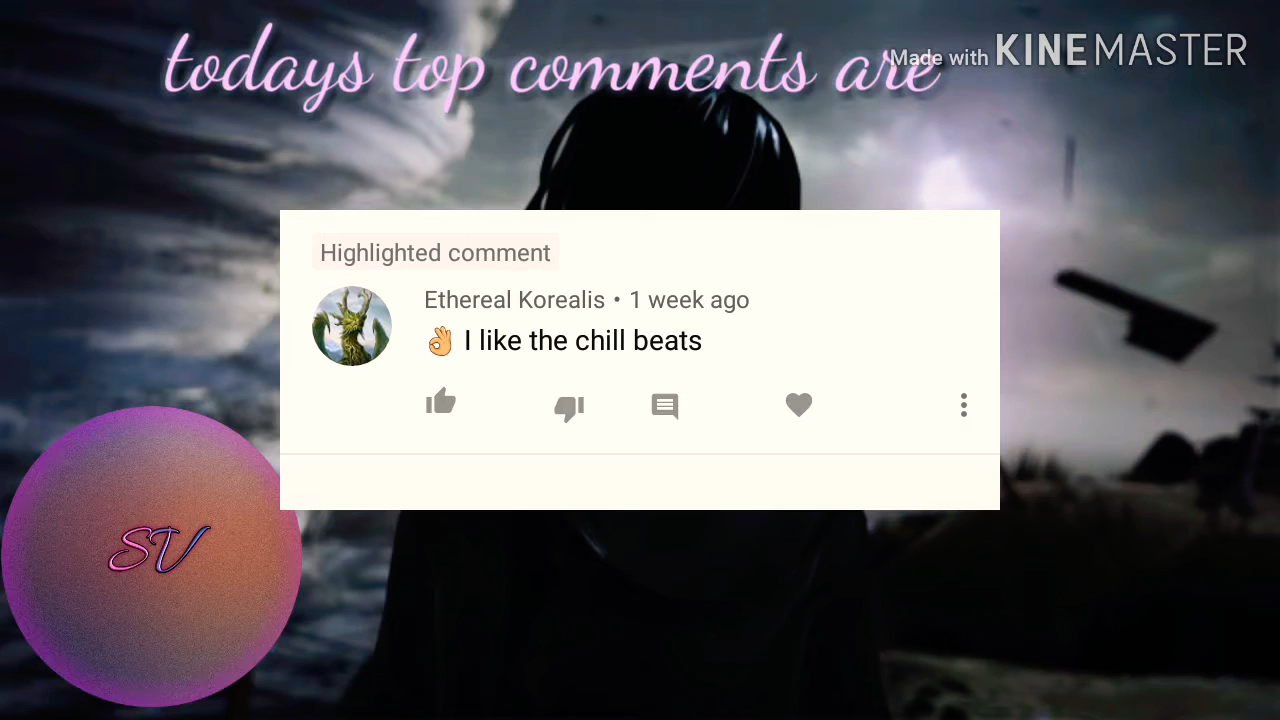 todays top comments are
Made with KINEMASTER
Highlighted comment
Ethereal Korealis • 1 week ago
👌 I like the chill beats
SV